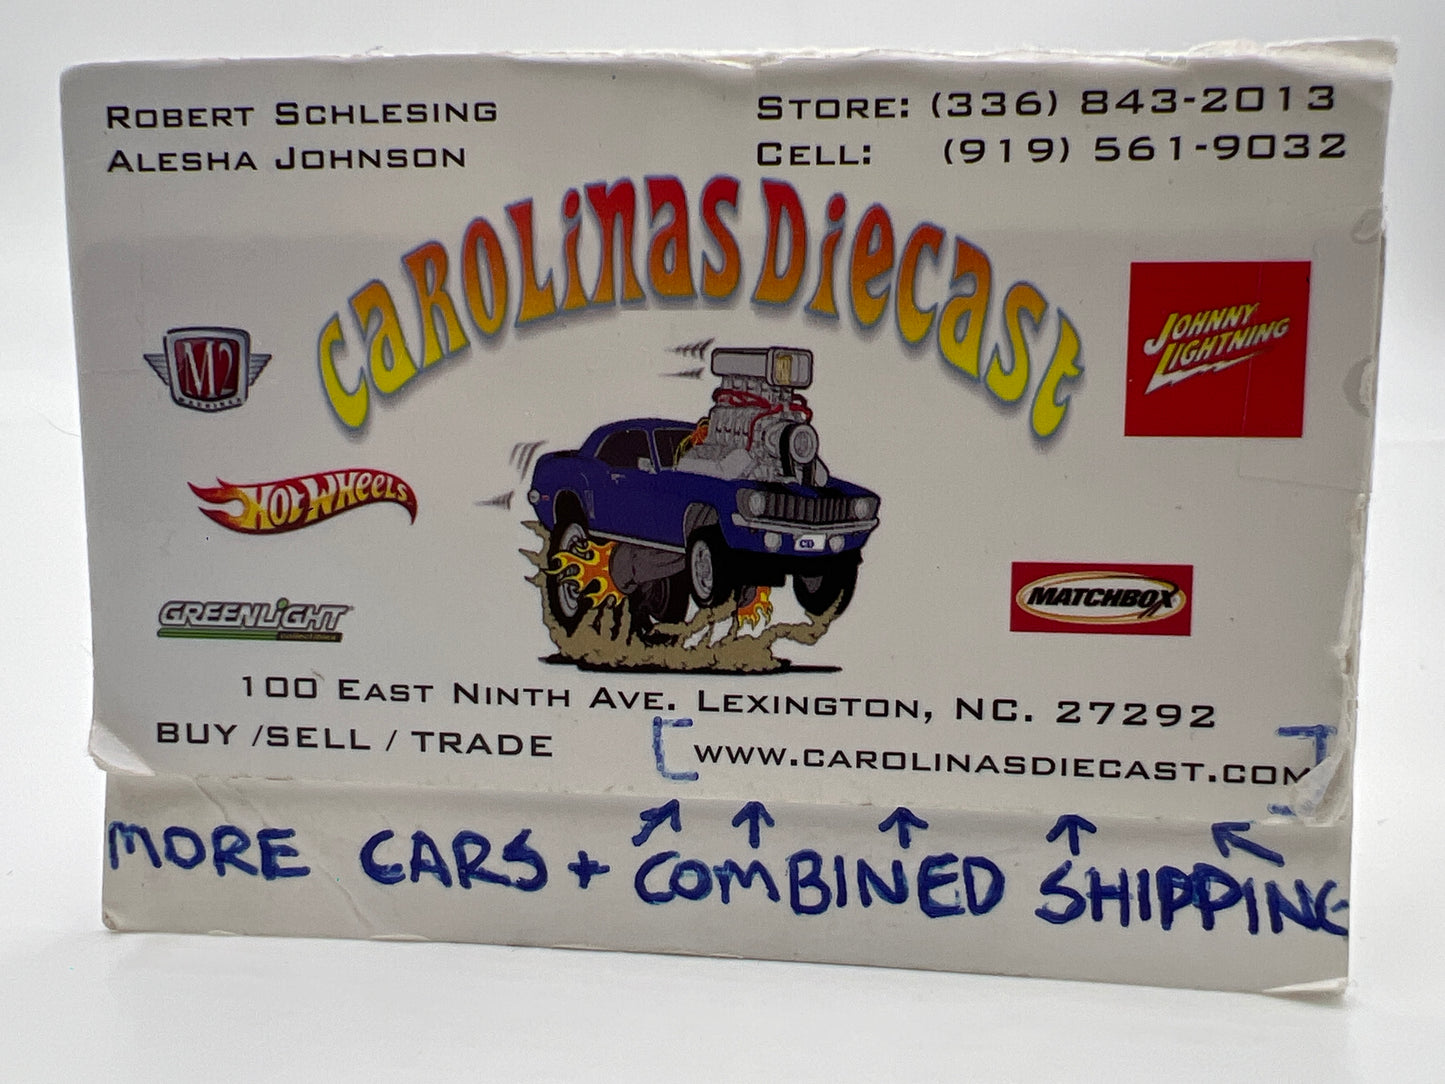 ROBERT SCHLESING
ALESHA JOHNSON
STORE: (336) 843-2013
CELL: (919) 561-9032
CAROLiNAS DiECAST
M2
MACHINES
JOHNNY
LIGHTNING
HOT WHEELS
GREENLiGHT
collectibles
MATCHBOX
100 EAST NINTH AVE. LEXINGTON, NC. 27292
BUY /SELL / TRADE
[WWW.CAROLINASDIECAST.COM]
MORE CARS + COMBINED SHIPPING